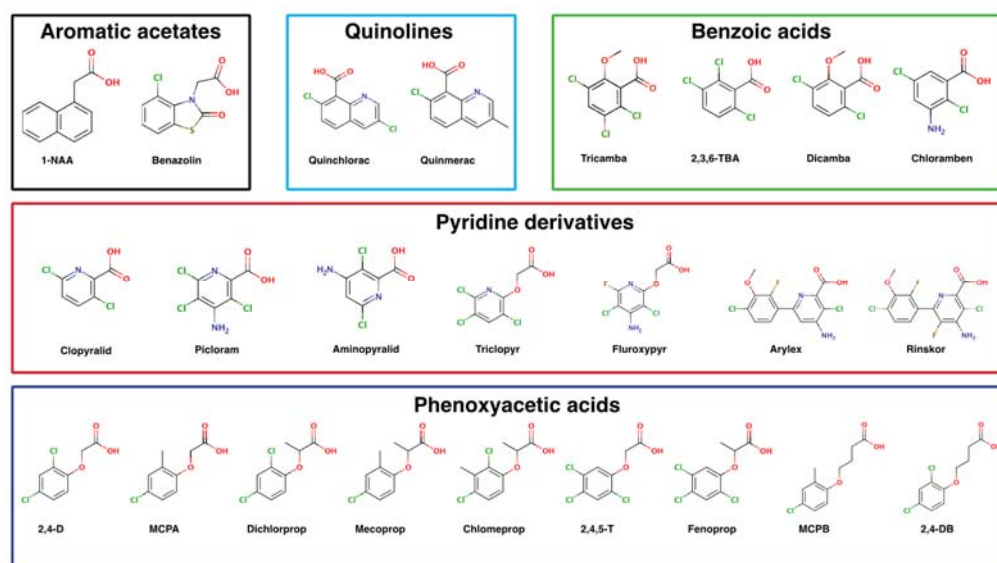 Aromatic acetates
1-NAA
Benazolin
Quinolines
Quinchlorac
Quinmerac
Benzoic acids
Tricamba
2,3,6-TBA
Dicamba
Chloramben
Pyridine derivatives
Clopyralid
Picloram
Aminopyralid
Triclopyr
Fluroxypyr
Arylex
Rinskor
Phenoxyacetic acids
2,4-D
MCPA
Dichlorprop
Mecoprop
Chlomeprop
2,4,5-T
Fenoprop
MCPB
2,4-DB